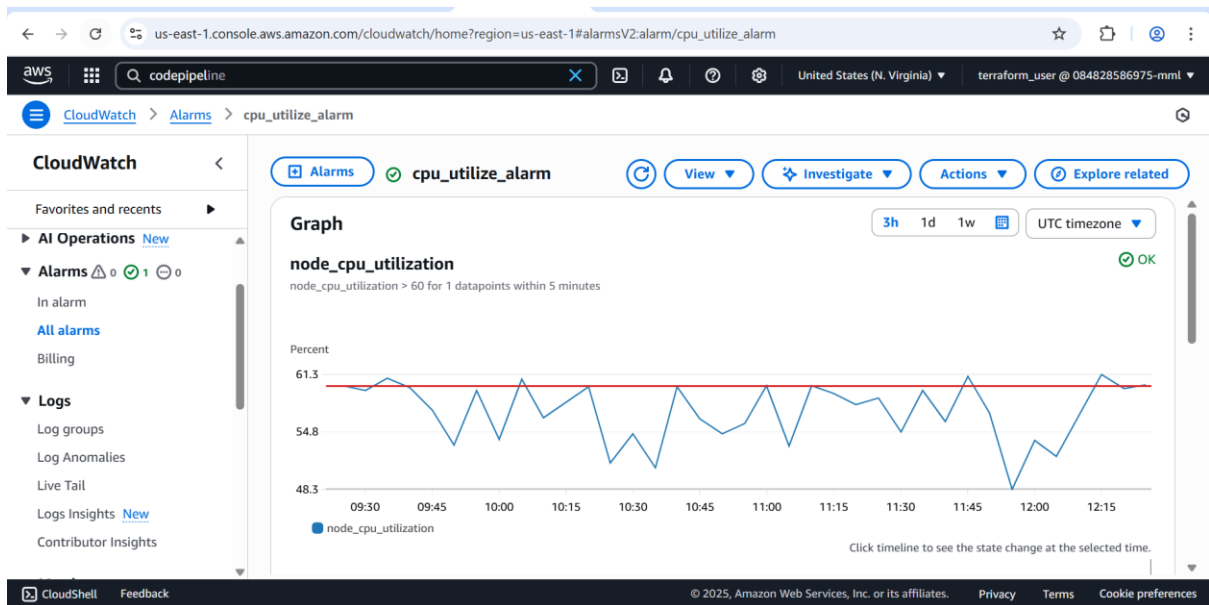 us-east-1.console.aws.amazon.com/cloudwatch/home?region=us-east-1#alarmsV2:alarm/cpu_utilize_alarm
aws codepipeline United States (N. Virginia) ▼ terraform_user @ 084828586975-mml ▼
CloudWatch > Alarms > cpu_utilize_alarm
CloudWatch
Favorites and recents
AI Operations New
Alarms 0 1 0
In alarm
All alarms
Billing
Logs
Log groups
Log Anomalies
Live Tail
Logs Insights New
Contributor Insights
Alarms cpu_utilize_alarm View ▼ Investigate ▼ Actions ▼ Explore related
Graph 3h 1d 1w UTC timezone ▼
node_cpu_utilization OK
node_cpu_utilization > 60 for 1 datapoints within 5 minutes
Percent
61.3
54.8
48.3
09:30 09:45 10:00 10:15 10:30 10:45 11:00 11:15 11:30 11:45 12:00 12:15
node_cpu_utilization
Click timeline to see the state change at the selected time.
CloudShell Feedback © 2025, Amazon Web Services, Inc. or its affiliates. Privacy Terms Cookie preferences